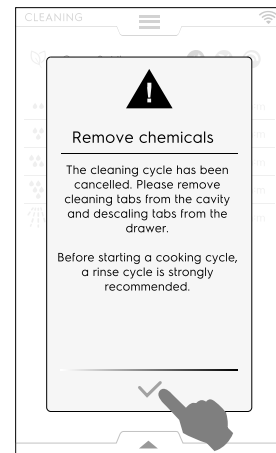 CLEANING
Remove chemicals
The cleaning cycle has been
cancelled. Please remove
cleaning tabs from the cavity
and descaling tabs from the
drawer.
Before starting a cooking cycle,
a rinse cycle is strongly
recommended.